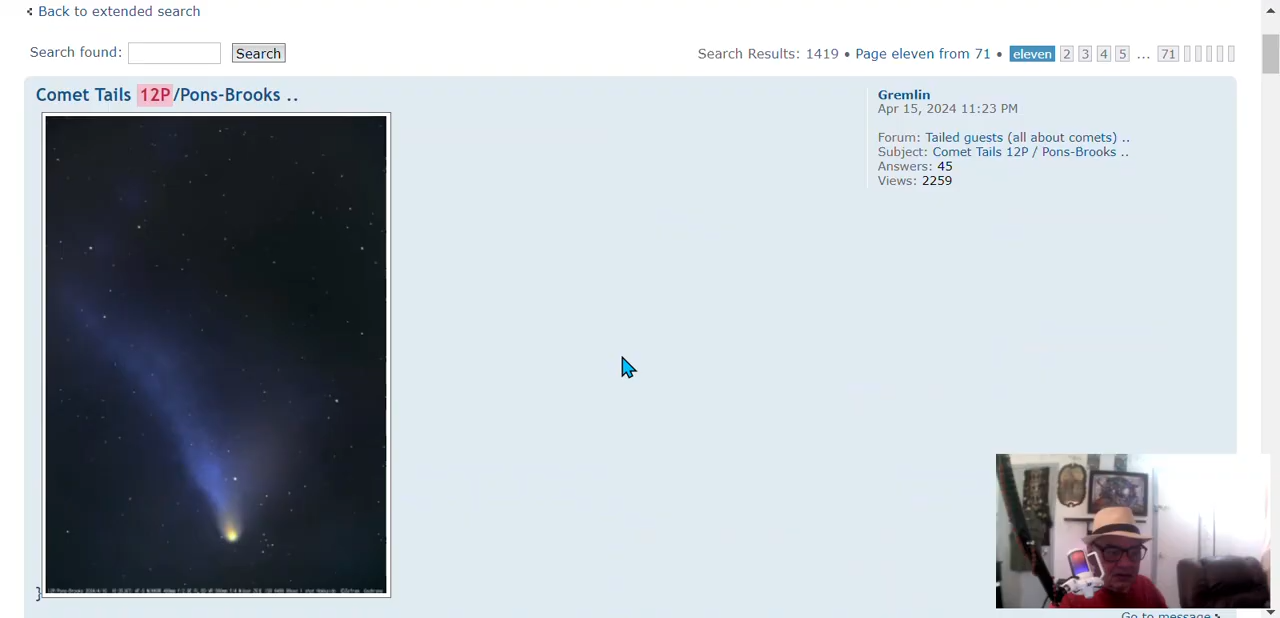 Back to extended search
Search found:
Search
Search Results: 1419 • Page eleven from 71 • eleven 2 3 4 5 ... 71
Comet Tails 12P/Pons-Brooks ..
Gremlin
Apr 15, 2024 11:23 PM
Forum: Tailed guests (all about comets) ..
Subject: Comet Tails 12P / Pons-Brooks ..
Answers: 45
Views: 2259
}
Go to message